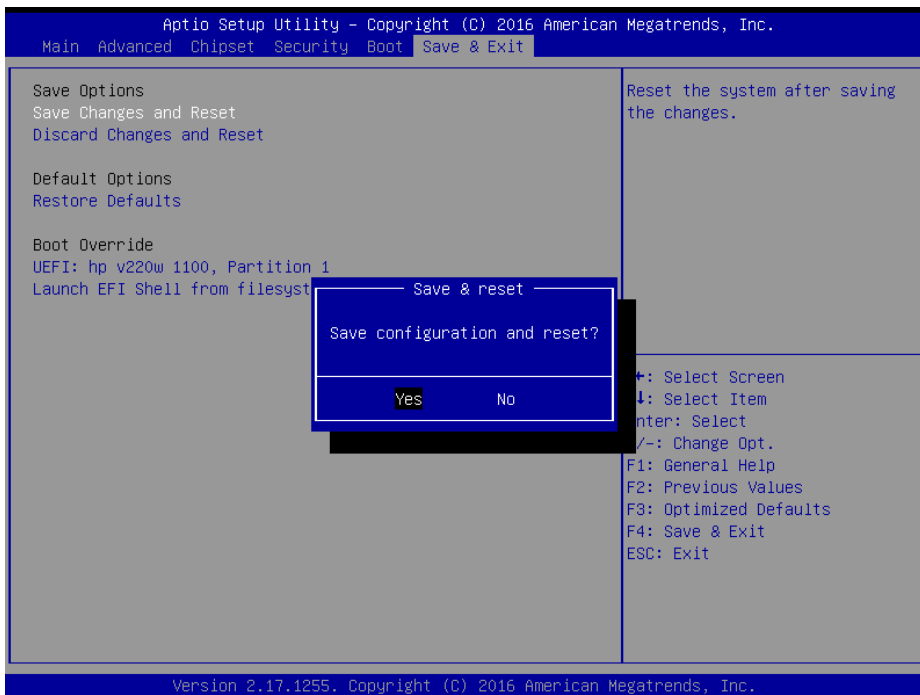 Aptio Setup Utility – Copyright (C) 2016 American Megatrends, Inc.
Main Advanced Chipset Security Boot Save & Exit
Save Options
Save Changes and Reset
Discard Changes and Reset
Default Options
Restore Defaults
Boot Override
UEFI: hp v220w 1100, Partition 1
Launch EFI Shell from filesyst
Save & reset
Save configuration and reset?
Yes No
Reset the system after saving
the changes.
←: Select Screen
↓: Select Item
nter: Select
/-: Change Opt.
F1: General Help
F2: Previous Values
F3: Optimized Defaults
F4: Save & Exit
ESC: Exit
Version 2.17.1255. Copyright (C) 2016 American Megatrends, Inc.